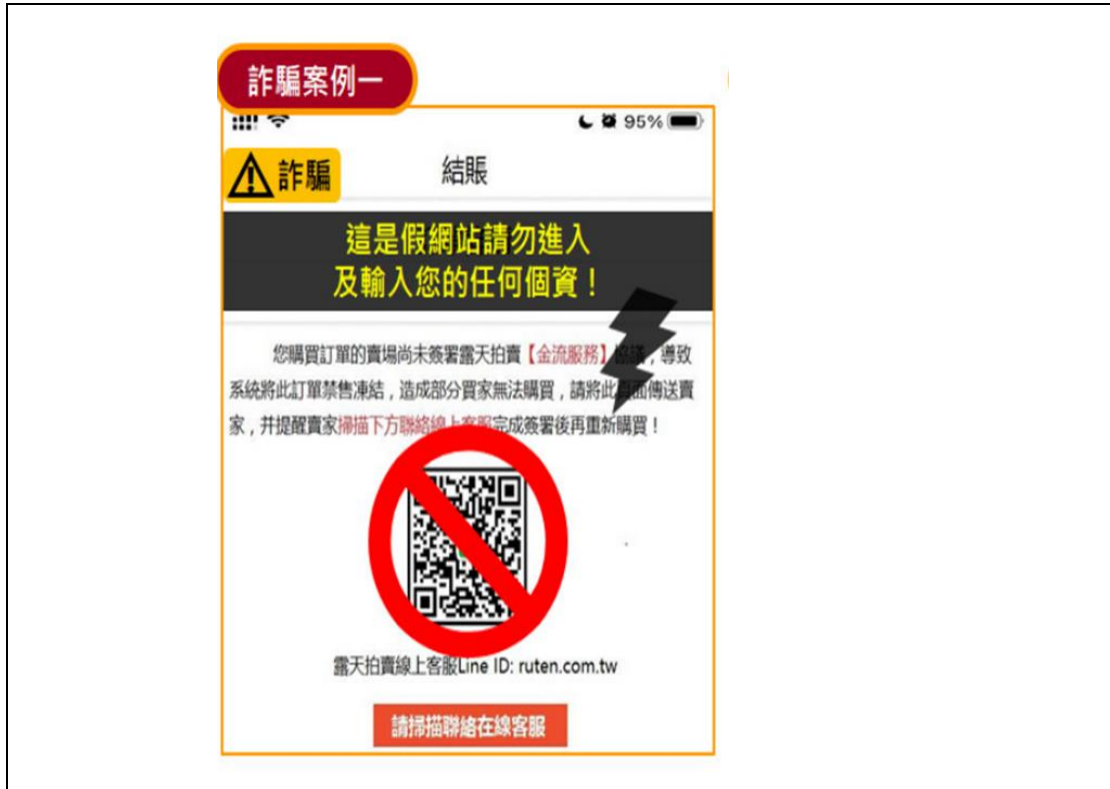 詐騙案例一
95%
詐騙
結賬
這是假網站請勿進入
及輸入您的任何個資！
您購買訂單的賣場尚未簽署露天拍賣【金流服務】協議，導致
系統將此訂單禁售凍結，造成部分買家無法購買，請將此頁面傳送賣
家，并提醒賣家掃描下方聯絡線上客服完成簽署後再重新購買！
露天拍賣線上客服Line ID: ruten.com.tw
請掃描聯絡在線客服